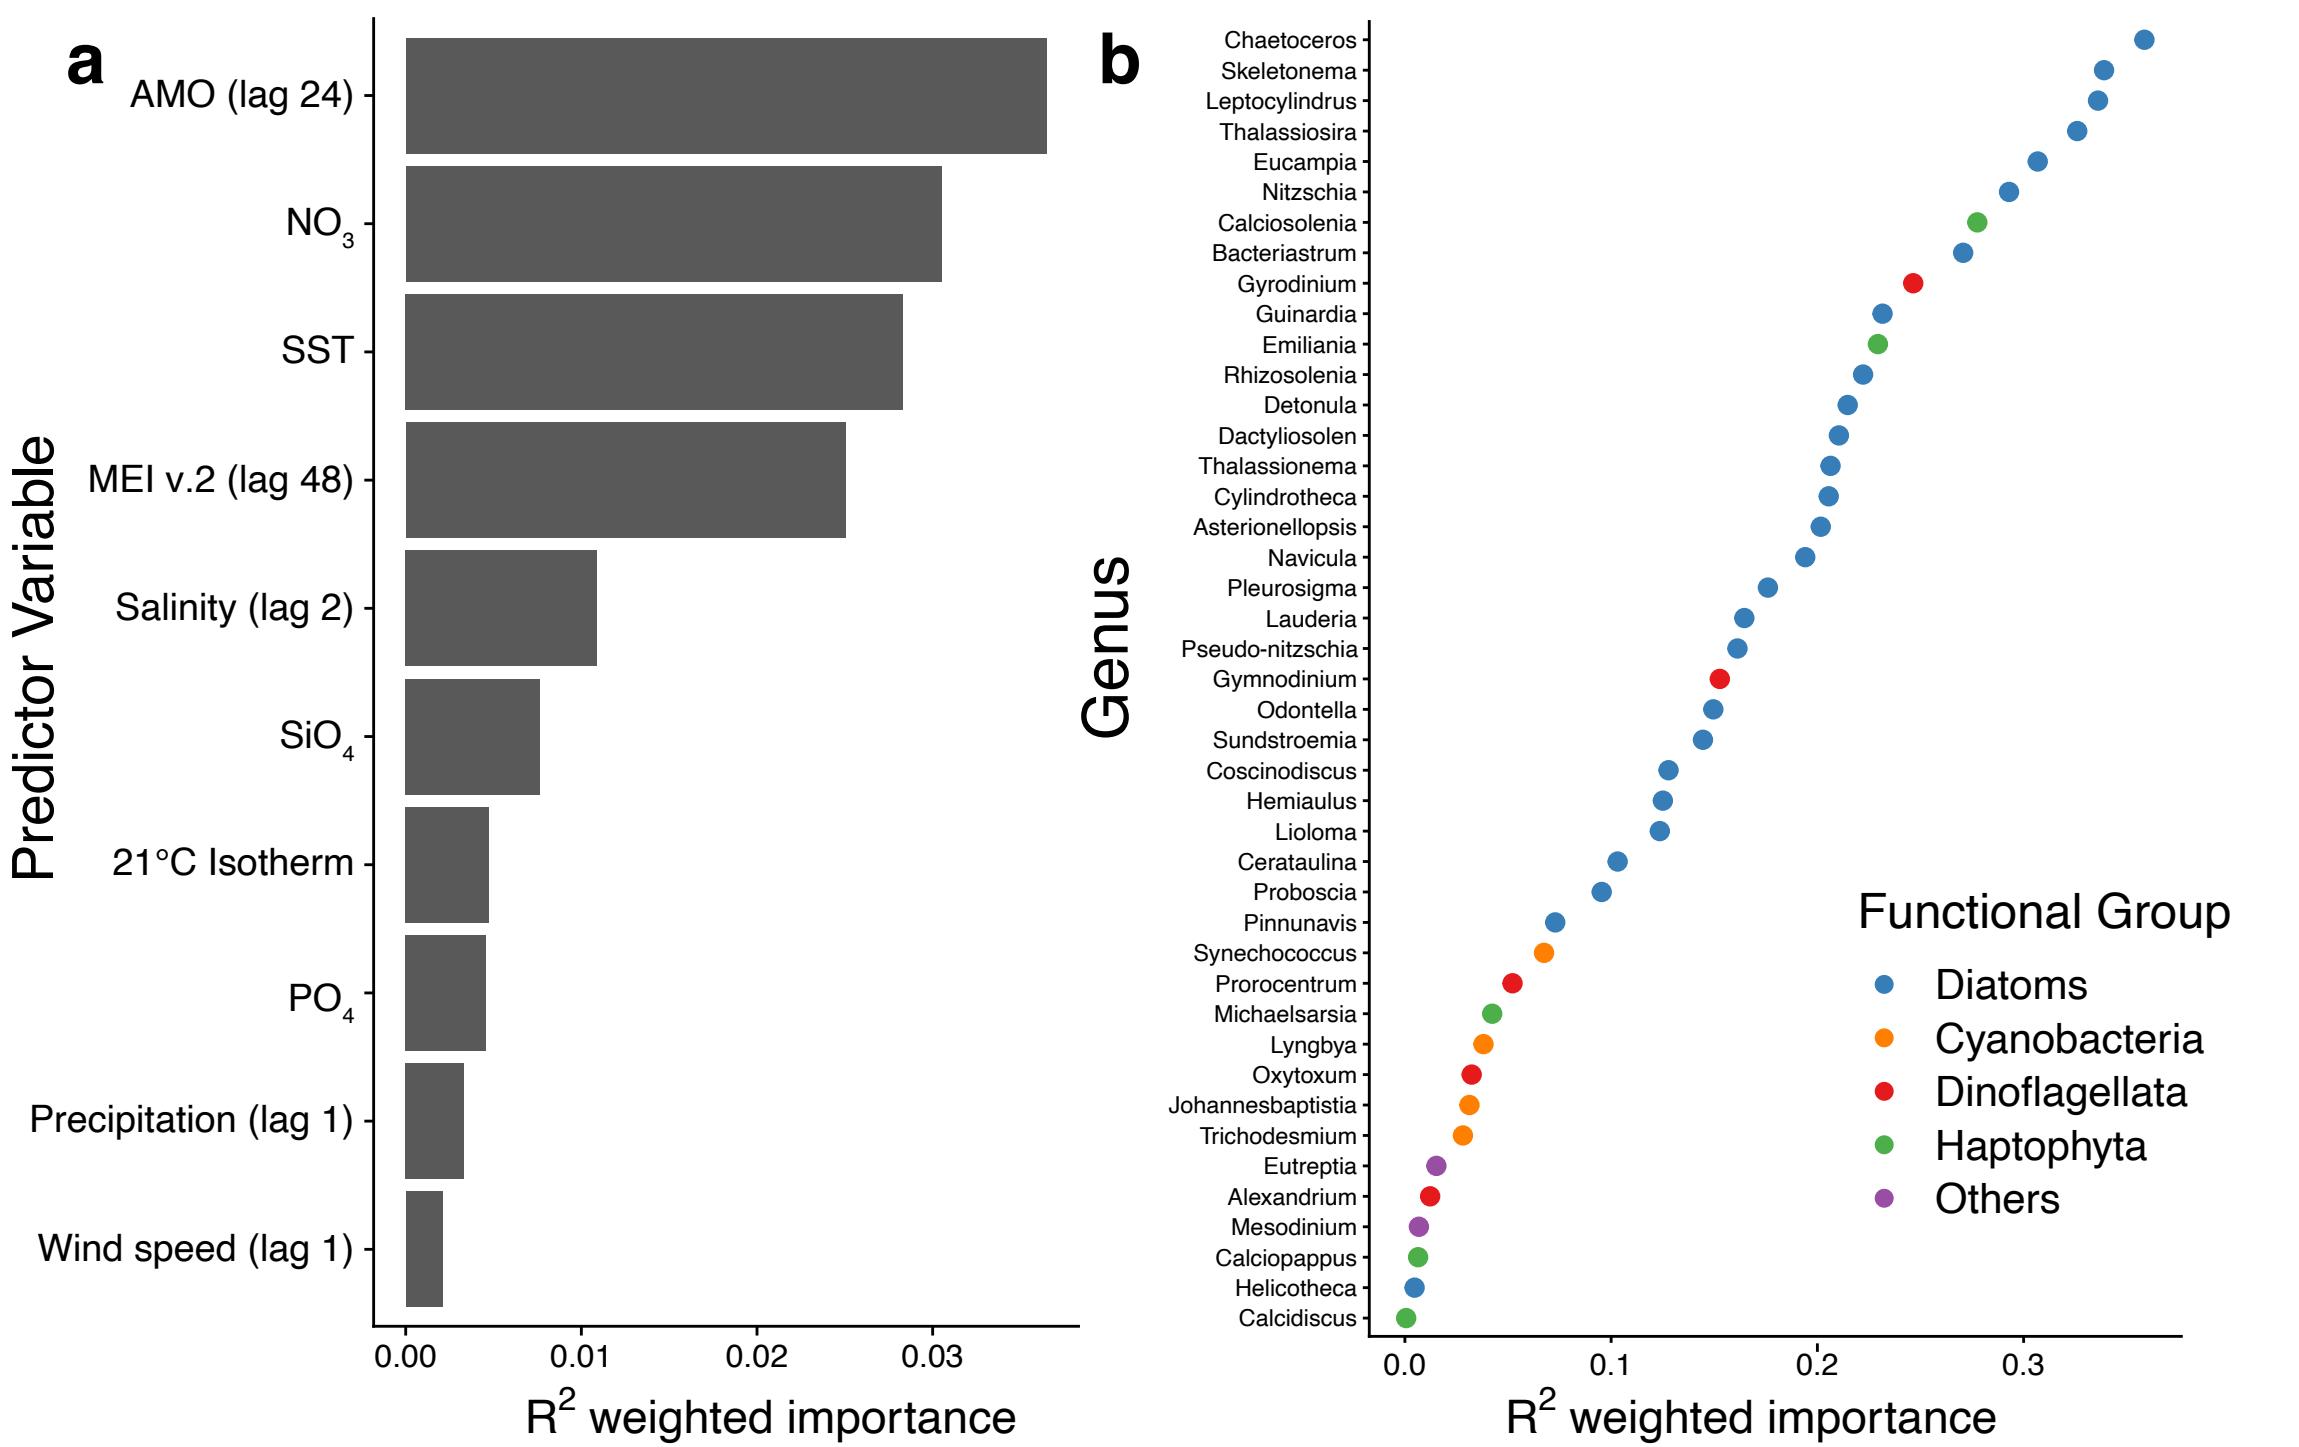 a
Predictor Variable
AMO (lag 24)
NO3
SST
MEI v.2 (lag 48)
Salinity (lag 2)
SiO4
21°C Isotherm
PO4
Precipitation (lag 1)
Wind speed (lag 1)
0.00 0.01 0.02 0.03
R2 weighted importance
b
Genus
Chaetoceros
Skeletonema
Leptocylindrus
Thalassiosira
Eucampia
Nitzschia
Calciosolenia
Bacteriastrum
Gyrodinium
Guinardia
Emiliania
Rhizosolenia
Detonula
Dactyliosolen
Thalassionema
Cylindrotheca
Asterionellopsis
Navicula
Pleurosigma
Lauderia
Pseudo-nitzschia
Gymnodinium
Odontella
Sundstroemia
Coscinodiscus
Hemiaulus
Lioloma
Cerataulina
Proboscia
Pinnunavis
Synechococcus
Prorocentrum
Michaelsarsia
Lyngbya
Oxytoxum
Johannesbaptistia
Trichodesmium
Eutreptia
Alexandrium
Mesodinium
Calciopappus
Helicotheca
Calcidiscus
0.0 0.1 0.2 0.3
R2 weighted importance
Functional Group
Diatoms
Cyanobacteria
Dinoflagellata
Haptophyta
Others